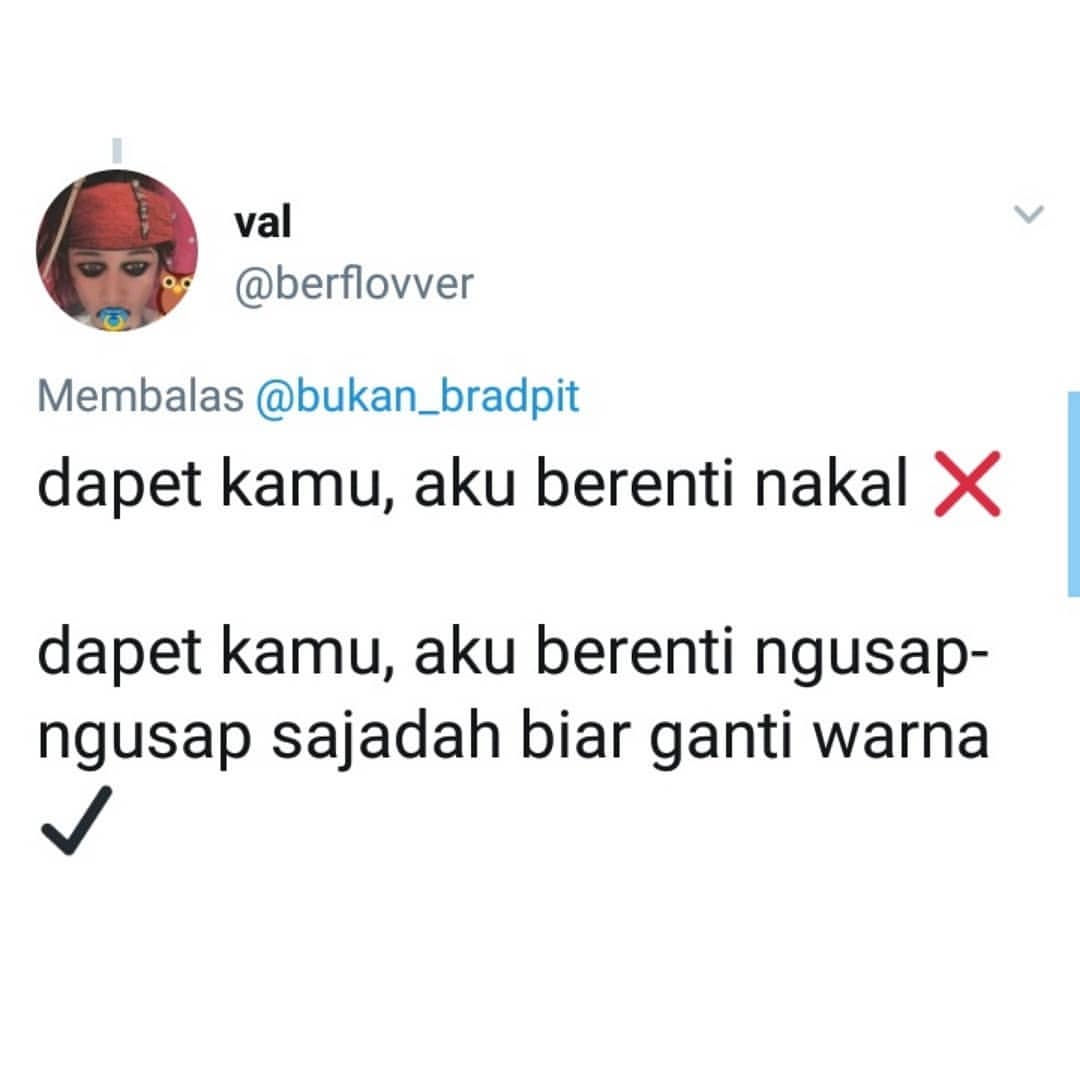 val
@berflovver
Membalas @bukan_bradpit
dapet kamu, aku berenti nakal ❌
dapet kamu, aku berenti ngusap-
ngusap sajadah biar ganti warna
✔